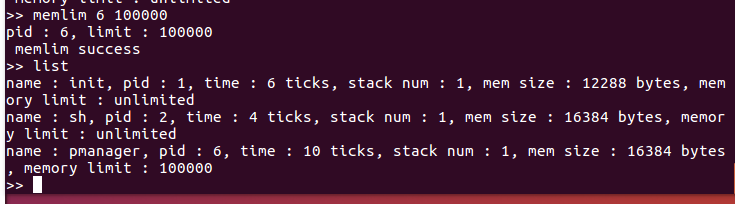 memory limit : unlimited
>> memlim 6 100000
pid : 6, limit : 100000
 memlim success
>> list
name : init, pid : 1, time : 6 ticks, stack num : 1, mem size : 12288 bytes, mem
ory limit : unlimited
name : sh, pid : 2, time : 4 ticks, stack num : 1, mem size : 16384 bytes, memor
y limit : unlimited
name : pmanager, pid : 6, time : 10 ticks, stack num : 1, mem size : 16384 bytes
, memory limit : 100000
>>